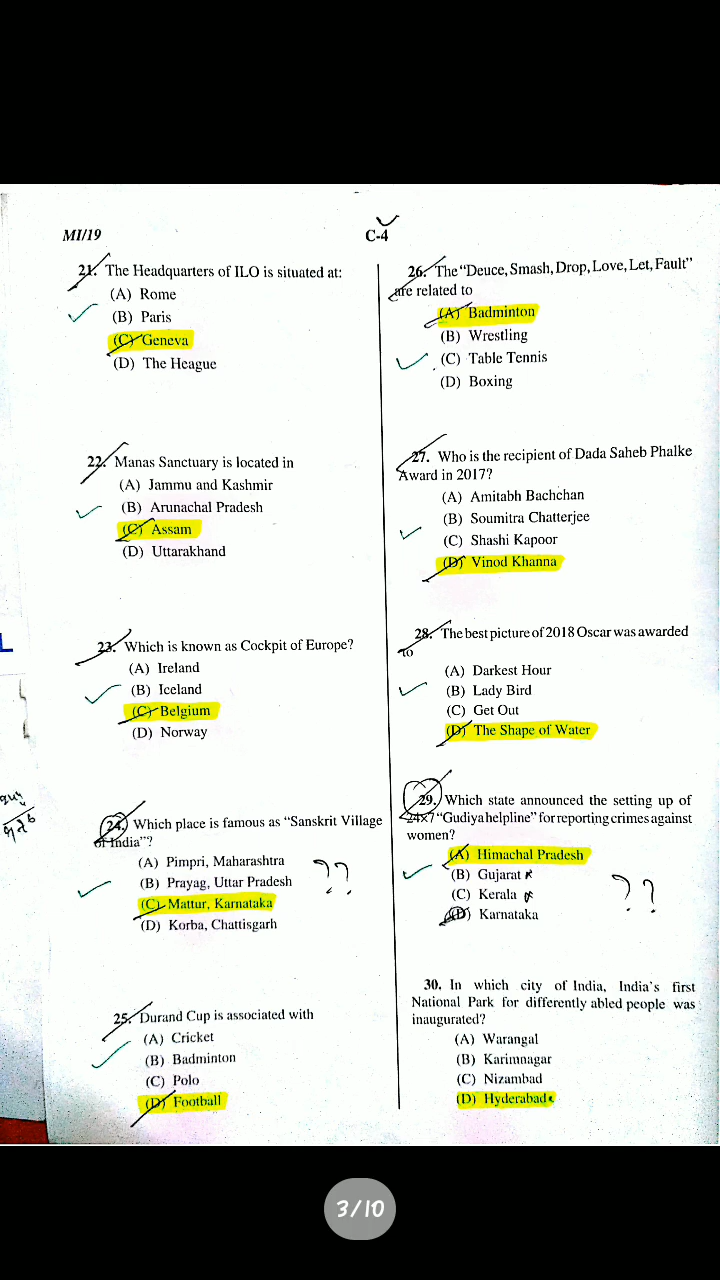 MI/19
C-4
21. The Headquarters of ILO is situated at:
(A) Rome
(B) Paris
(C) Geneva
(D) The Heague
22. Manas Sanctuary is located in
(A) Jammu and Kashmir
(B) Arunachal Pradesh
(C) Assam
(D) Uttarakhand
23. Which is known as Cockpit of Europe?
(A) Ireland
(B) Iceland
(C) Belgium
(D) Norway
24. Which place is famous as “Sanskrit Village
of India”?
(A) Pimpri, Maharashtra
(B) Prayag, Uttar Pradesh
(C) Mattur, Karnataka
(D) Korba, Chattisgarh
??
25. Durand Cup is associated with
(A) Cricket
(B) Badminton
(C) Polo
(D) Football
26. The “Deuce, Smash, Drop, Love, Let, Fault”
are related to
(A) Badminton
(B) Wrestling
(C) Table Tennis
(D) Boxing
27. Who is the recipient of Dada Saheb Phalke
Award in 2017?
(A) Amitabh Bachchan
(B) Soumitra Chatterjee
(C) Shashi Kapoor
(D) Vinod Khanna
28. The best picture of 2018 Oscar was awarded
to
(A) Darkest Hour
(B) Lady Bird
(C) Get Out
(D) The Shape of Water
29. Which state announced the setting up of
24×7 “Gudiya helpline” for reporting crimes against
women?
(A) Himachal Pradesh
(B) Gujarat
(C) Kerala
(D) Karnataka
??
30. In which city of India, India’s first
National Park for differently abled people was
inaugurated?
(A) Warangal
(B) Karimnagar
(C) Nizambad
(D) Hyderabad
3/10